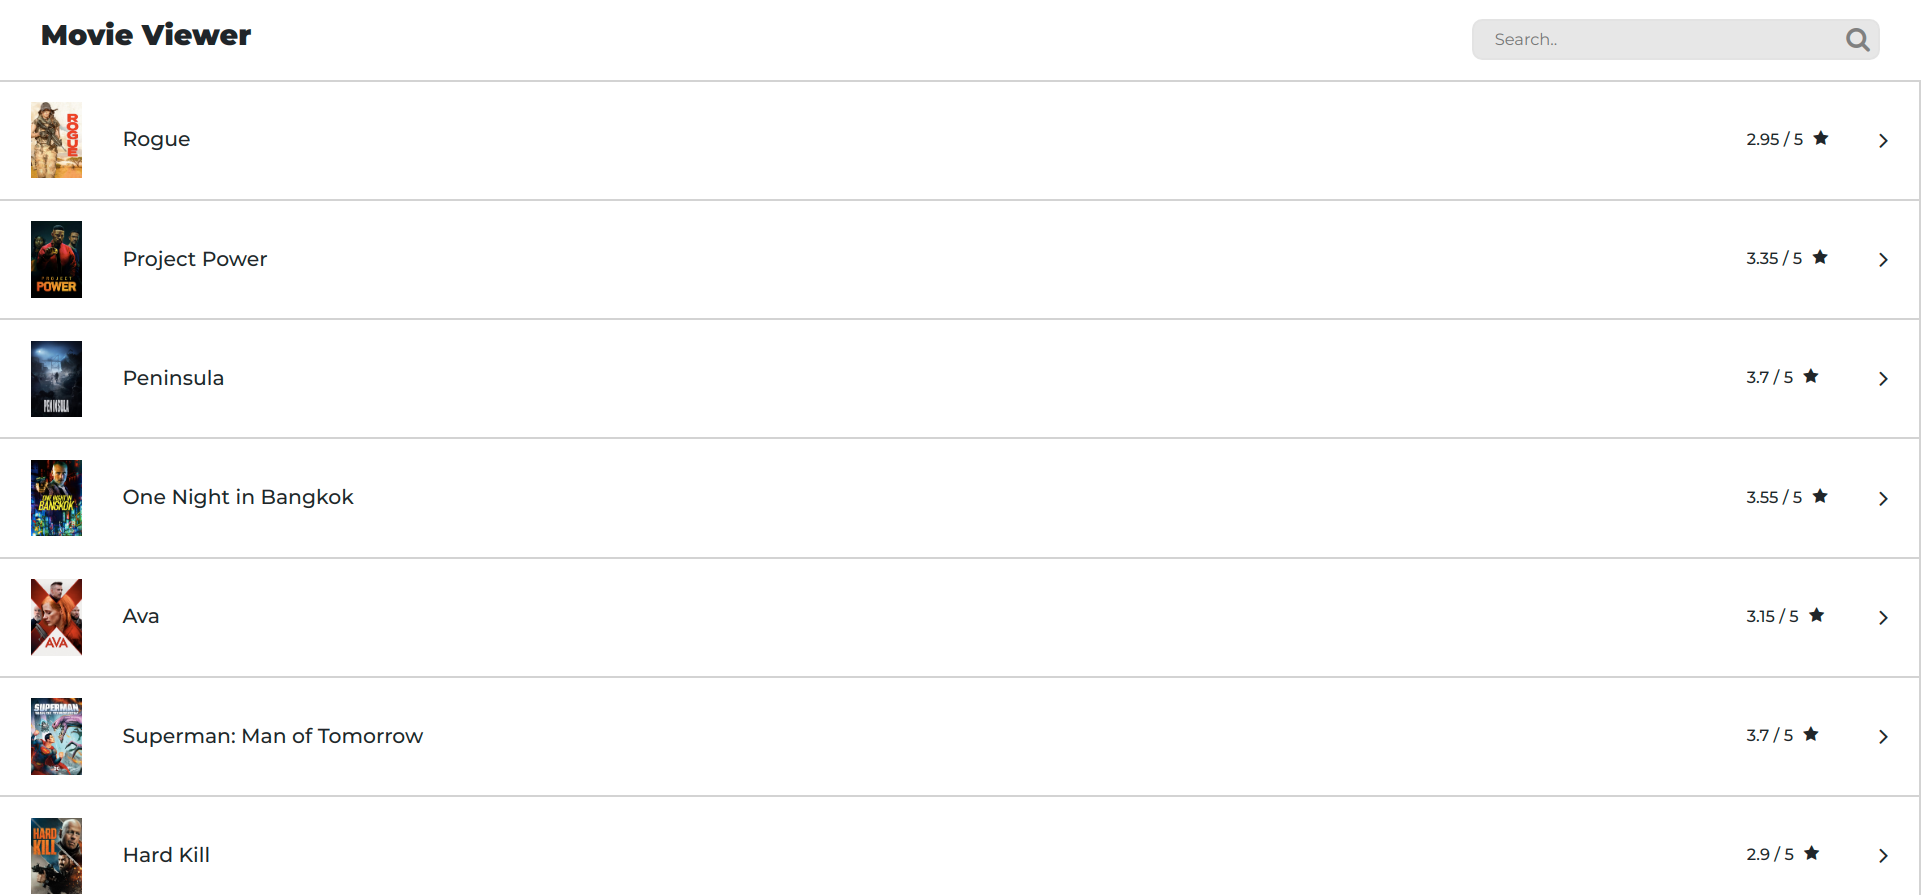 Movie Viewer
Search..
ROGUE
Rogue
2.95 / 5
PROJECT
POWER
Project Power
3.35 / 5
PENINSULA
Peninsula
3.7 / 5
ONE NIGHT IN
BANGKOK
One Night in Bangkok
3.55 / 5
AVA
Ava
3.15 / 5
SUPERMAN
Superman: Man of Tomorrow
3.7 / 5
HARD
KILL
Hard Kill
2.9 / 5